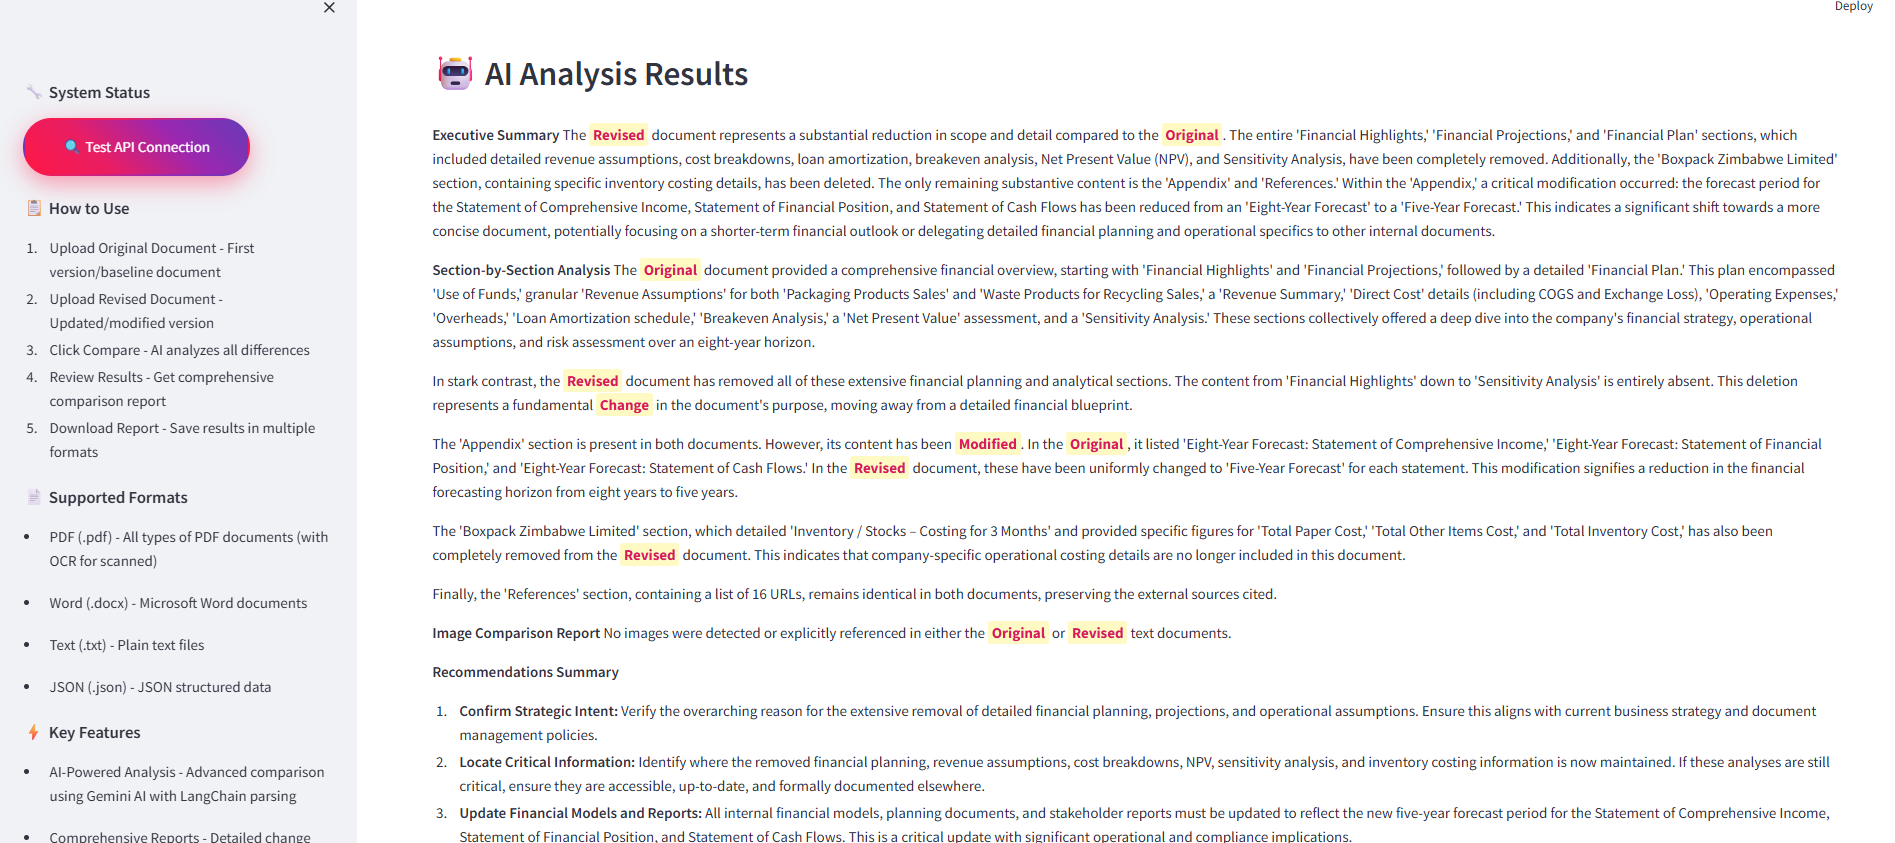 Deploy
System Status
Test API Connection
How to Use
1. Upload Original Document - First
version/baseline document
2. Upload Revised Document -
Updated/modified version
3. Click Compare - AI analyzes all differences
4. Review Results - Get comprehensive
comparison report
5. Download Report - Save results in multiple
formats
Supported Formats
• PDF (.pdf) - All types of PDF documents (with
OCR for scanned)
• Word (.docx) - Microsoft Word documents
• Text (.txt) - Plain text files
• JSON (.json) - JSON structured data
Key Features
• AI-Powered Analysis - Advanced comparison
using Gemini AI with LangChain parsing
• Comprehensive Reports - Detailed change
AI Analysis Results
Executive Summary The Revised document represents a substantial reduction in scope and detail compared to the Original. The entire 'Financial Highlights,' 'Financial Projections,' and 'Financial Plan' sections, which
included detailed revenue assumptions, cost breakdowns, loan amortization, breakeven analysis, Net Present Value (NPV), and Sensitivity Analysis, have been completely removed. Additionally, the 'Boxpack Zimbabwe Limited'
section, containing specific inventory costing details, has been deleted. The only remaining substantive content is the 'Appendix' and 'References.' Within the 'Appendix,' a critical modification occurred: the forecast period for
the Statement of Comprehensive Income, Statement of Financial Position, and Statement of Cash Flows has been reduced from an 'Eight-Year Forecast' to a 'Five-Year Forecast.' This indicates a significant shift towards a more
concise document, potentially focusing on a shorter-term financial outlook or delegating detailed financial planning and operational specifics to other internal documents.
Section-by-Section Analysis The Original document provided a comprehensive financial overview, starting with 'Financial Highlights' and 'Financial Projections,' followed by a detailed 'Financial Plan.' This plan encompassed
'Use of Funds,' granular 'Revenue Assumptions' for both 'Packaging Products Sales' and 'Waste Products for Recycling Sales,' a 'Revenue Summary,' 'Direct Cost' details (including COGS and Exchange Loss), 'Operating Expenses,'
'Overheads,' 'Loan Amortization schedule,' 'Breakeven Analysis,' a 'Net Present Value' assessment, and a 'Sensitivity Analysis.' These sections collectively offered a deep dive into the company's financial strategy, operational
assumptions, and risk assessment over an eight-year horizon.
In stark contrast, the Revised document has removed all of these extensive financial planning and analytical sections. The content from 'Financial Highlights' down to 'Sensitivity Analysis' is entirely absent. This deletion
represents a fundamental Change in the document's purpose, moving away from a detailed financial blueprint.
The 'Appendix' section is present in both documents. However, its content has been Modified. In the Original, it listed 'Eight-Year Forecast: Statement of Comprehensive Income,' 'Eight-Year Forecast: Statement of Financial
Position,' and 'Eight-Year Forecast: Statement of Cash Flows.' In the Revised document, these have been uniformly changed to 'Five-Year Forecast' for each statement. This modification signifies a reduction in the financial
forecasting horizon from eight years to five years.
The 'Boxpack Zimbabwe Limited' section, which detailed 'Inventory / Stocks – Costing for 3 Months' and provided specific figures for 'Total Paper Cost,' 'Total Other Items Cost,' and 'Total Inventory Cost,' has also been
completely removed from the Revised document. This indicates that company-specific operational costing details are no longer included in this document.
Finally, the 'References' section, containing a list of 16 URLs, remains identical in both documents, preserving the external sources cited.
Image Comparison Report No images were detected or explicitly referenced in either the Original or Revised text documents.
Recommendations Summary
1. Confirm Strategic Intent: Verify the overarching reason for the extensive removal of detailed financial planning, projections, and operational assumptions. Ensure this aligns with current business strategy and document
management policies.
2. Locate Critical Information: Identify where the removed financial planning, revenue assumptions, cost breakdowns, NPV, sensitivity analysis, and inventory costing information is now maintained. If these analyses are still
critical, ensure they are accessible, up-to-date, and formally documented elsewhere.
3. Update Financial Models and Reports: All internal financial models, planning documents, and stakeholder reports must be updated to reflect the new five-year forecast period for the Statement of Comprehensive Income,
Statement of Financial Position, and Statement of Cash Flows. This is a critical update with significant operational and compliance implications.